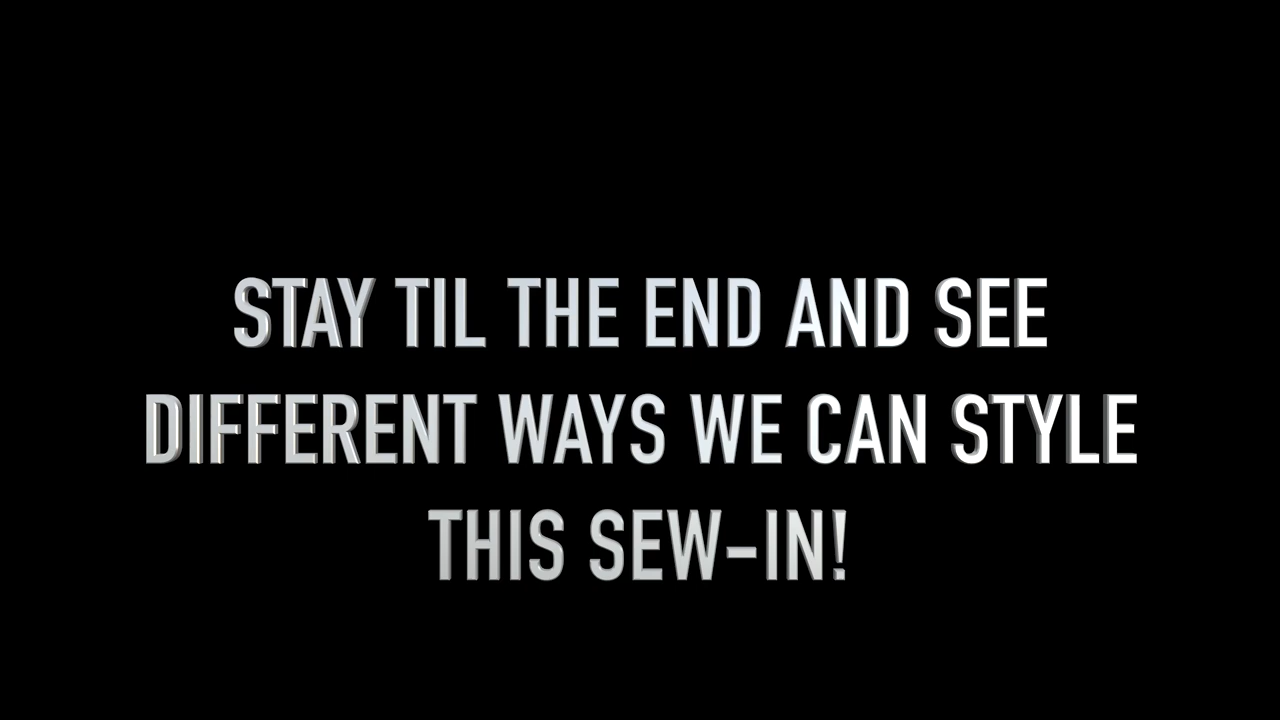 STAY TIL THE END AND SEE
DIFFERENT WAYS WE CAN STYLE
THIS SEW-IN!